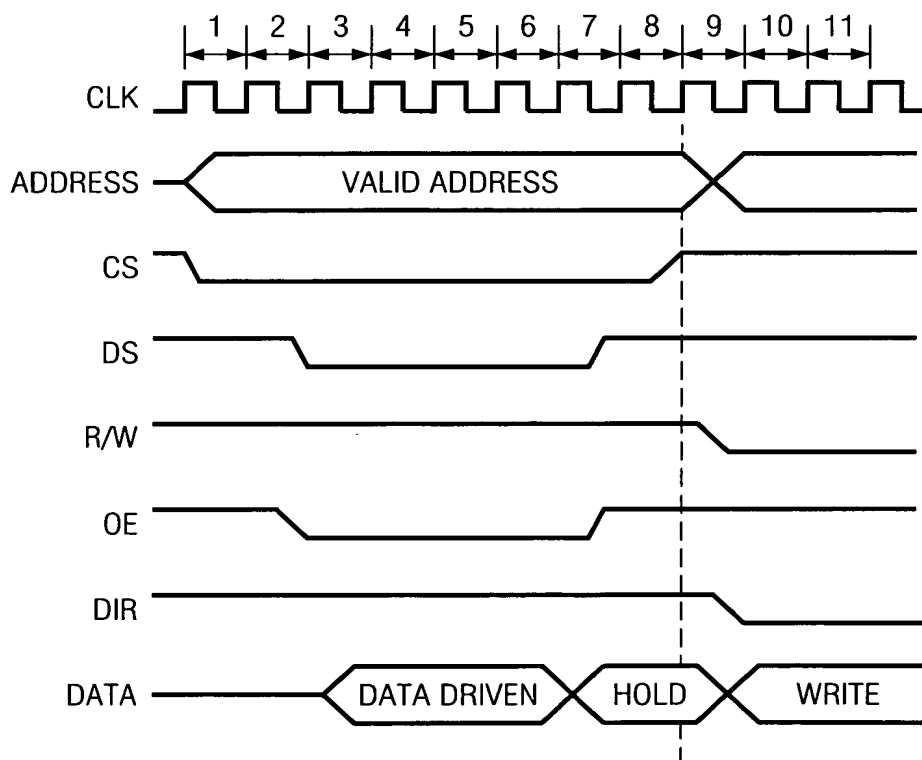 1 2 3 4 5 6 7 8 9 10 11
CLK
ADDRESS VALID ADDRESS
CS
DS
R/W
OE
DIR
DATA DATA DRIVEN HOLD WRITE